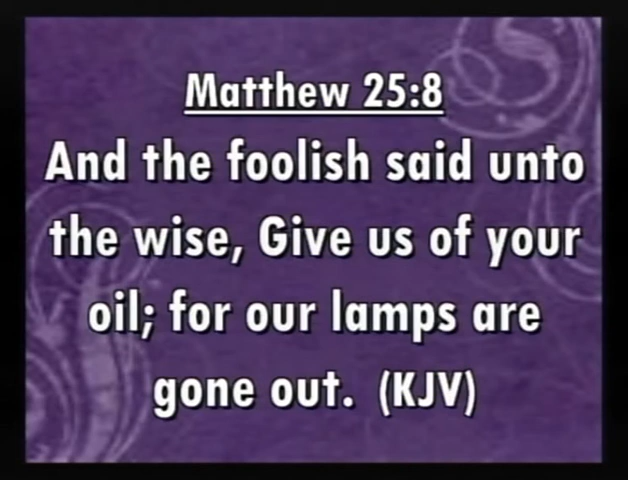 Matthew 25:8
And the foolish said unto
the wise, Give us of your
oil; for our lamps are
gone out. (KJV)